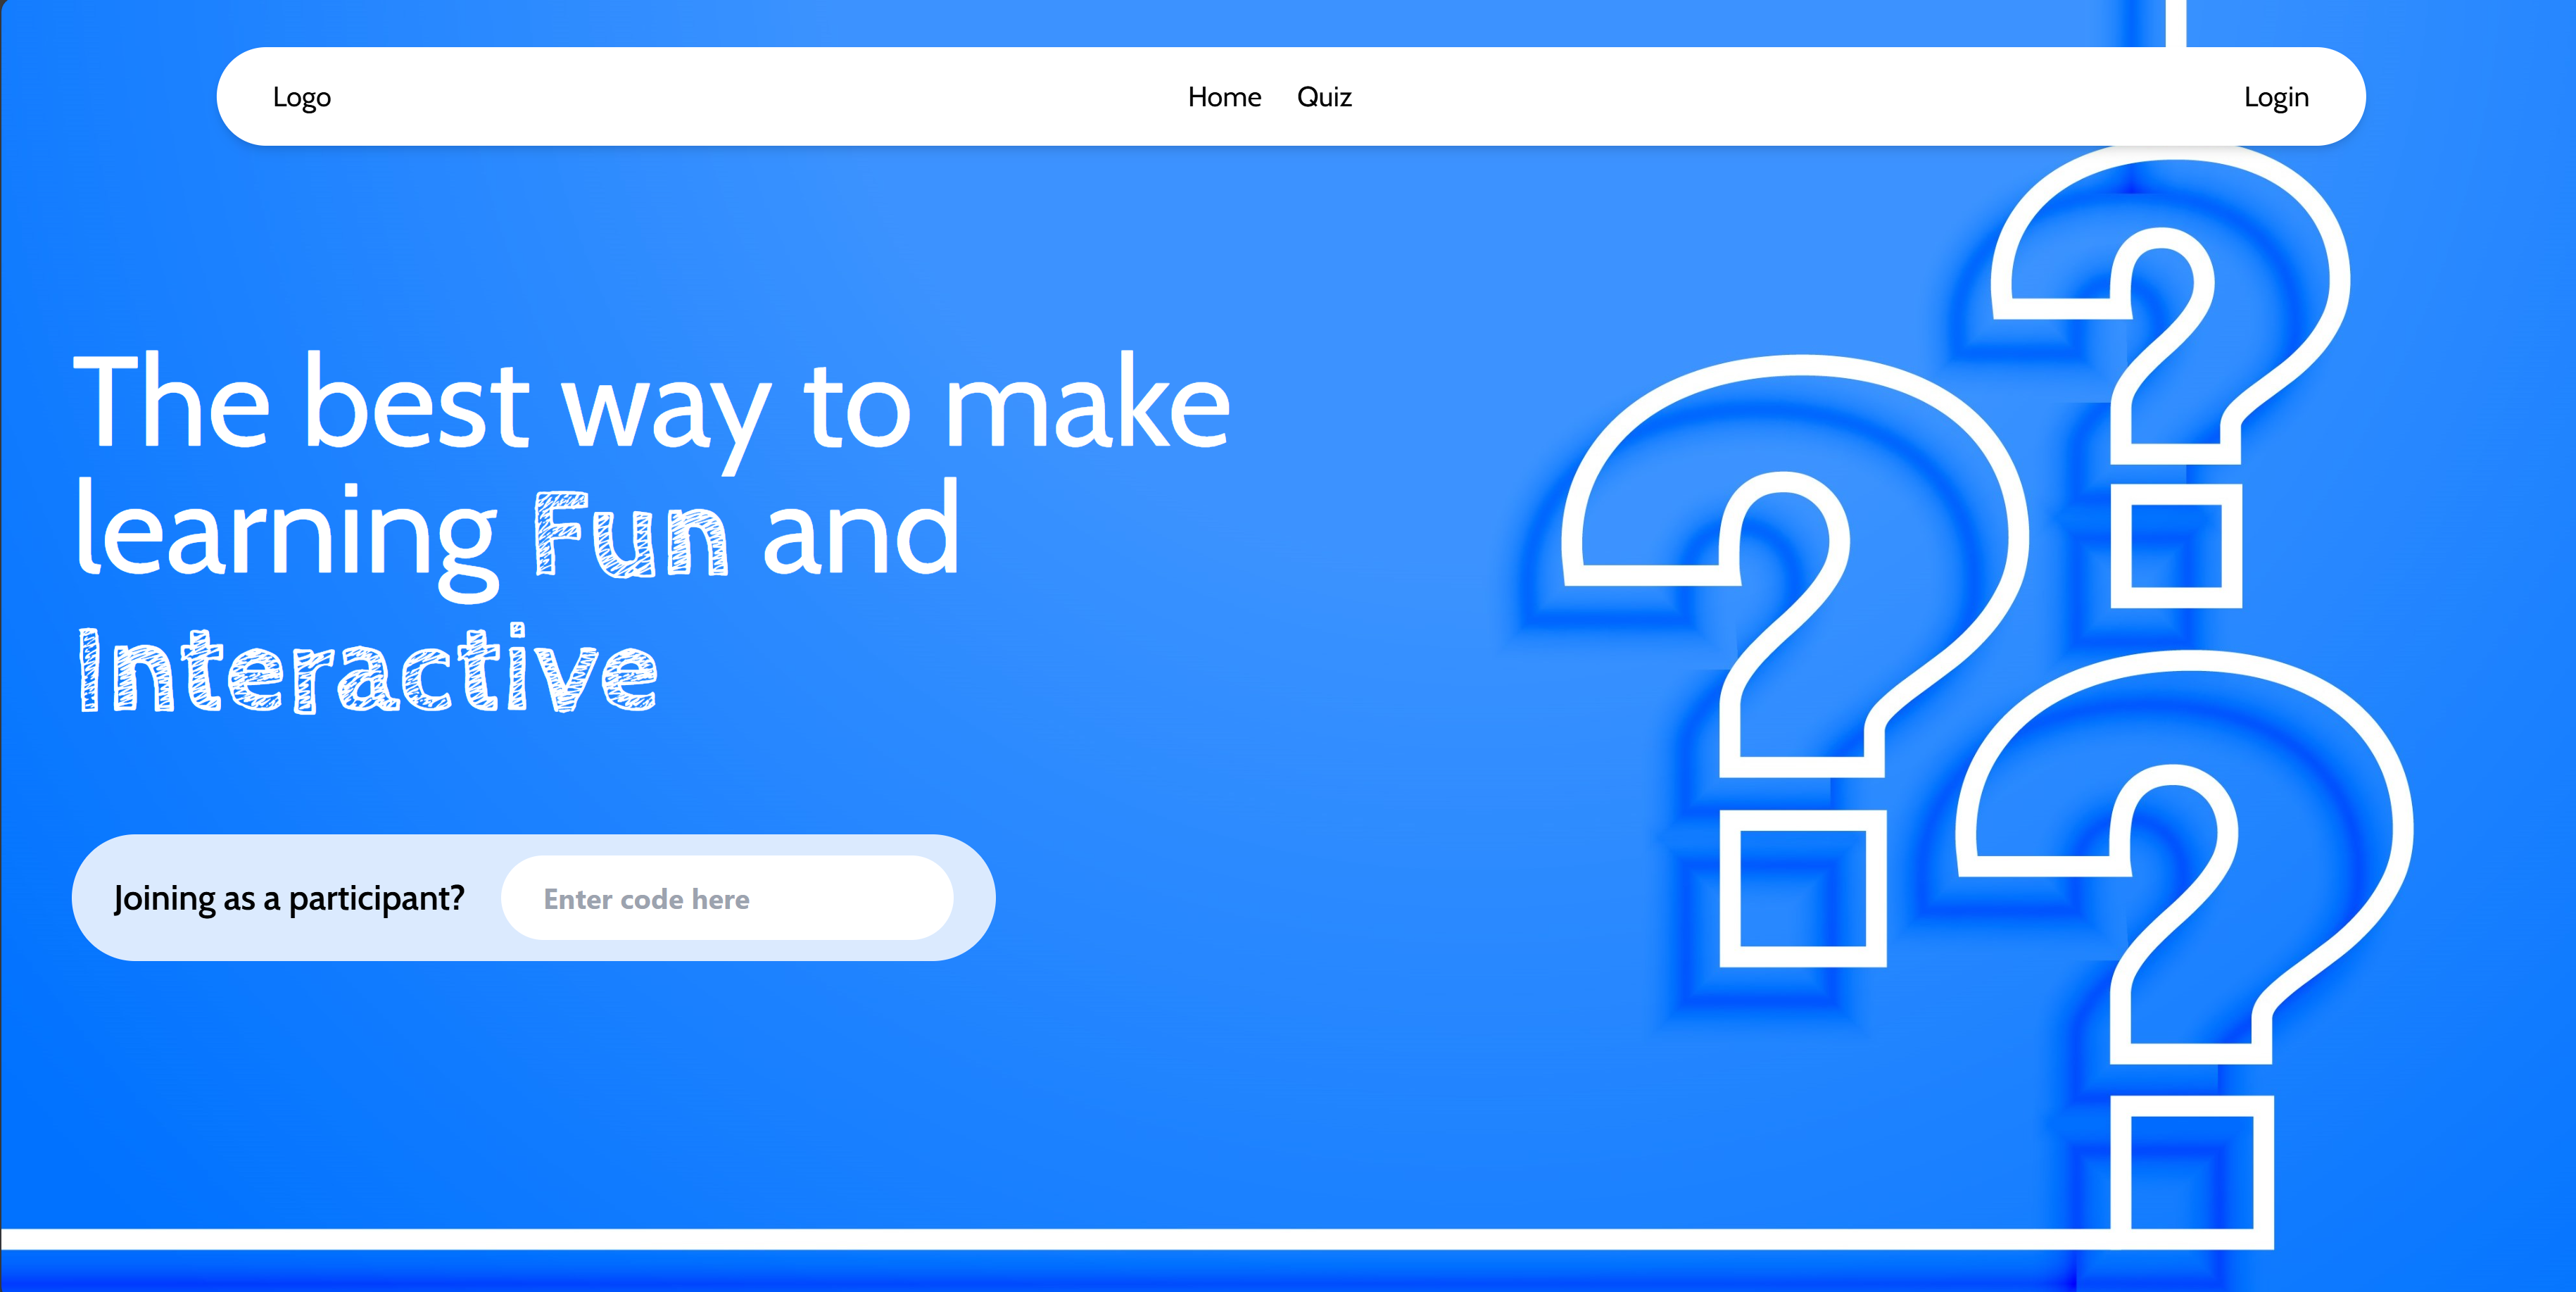 Logo
Home Quiz
Login
The best way to make
learning Fun and
Interactive
Joining as a participant?
Enter code here
???